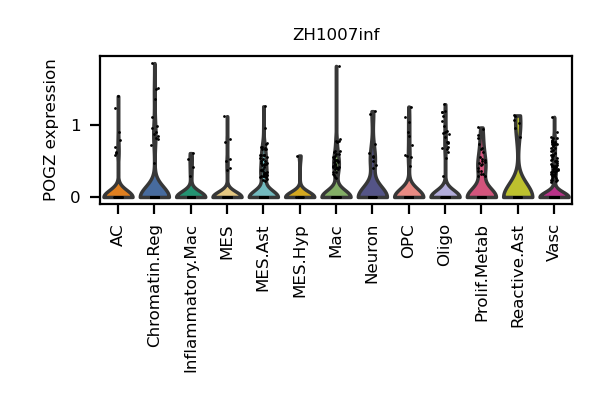 ZH1007inf
POGZ expression
1
0
AC
Chromatin.Reg
Inflammatory.Mac
MES
MES.Ast
MES.Hyp
Mac
Neuron
OPC
Oligo
Prolif.Metab
Reactive.Ast
Vasc